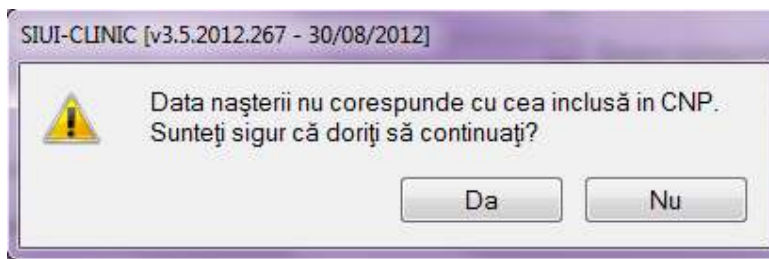 SIUI-CLINIC [v3.5.2012.267 - 30/08/2012]
Data naşterii nu corespunde cu cea inclusă in CNP.
Sunteţi sigur că doriţi să continuaţi?
Da
Nu